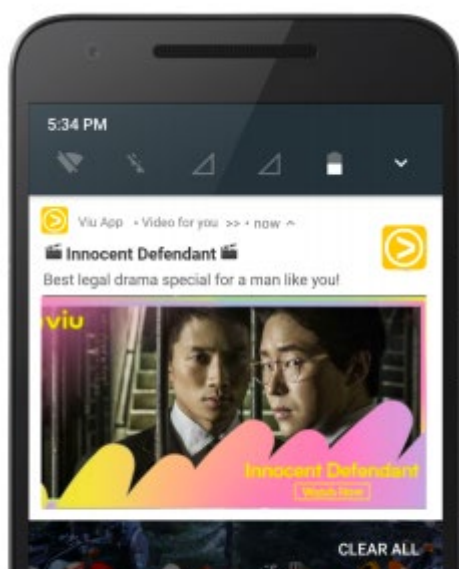 5:34 PM
Viu App • Video for you >> • now ^
🎬 Innocent Defendant 🎬
Best legal drama special for a man like you!
viu
Innocent Defendant
Watch Now
CLEAR ALL